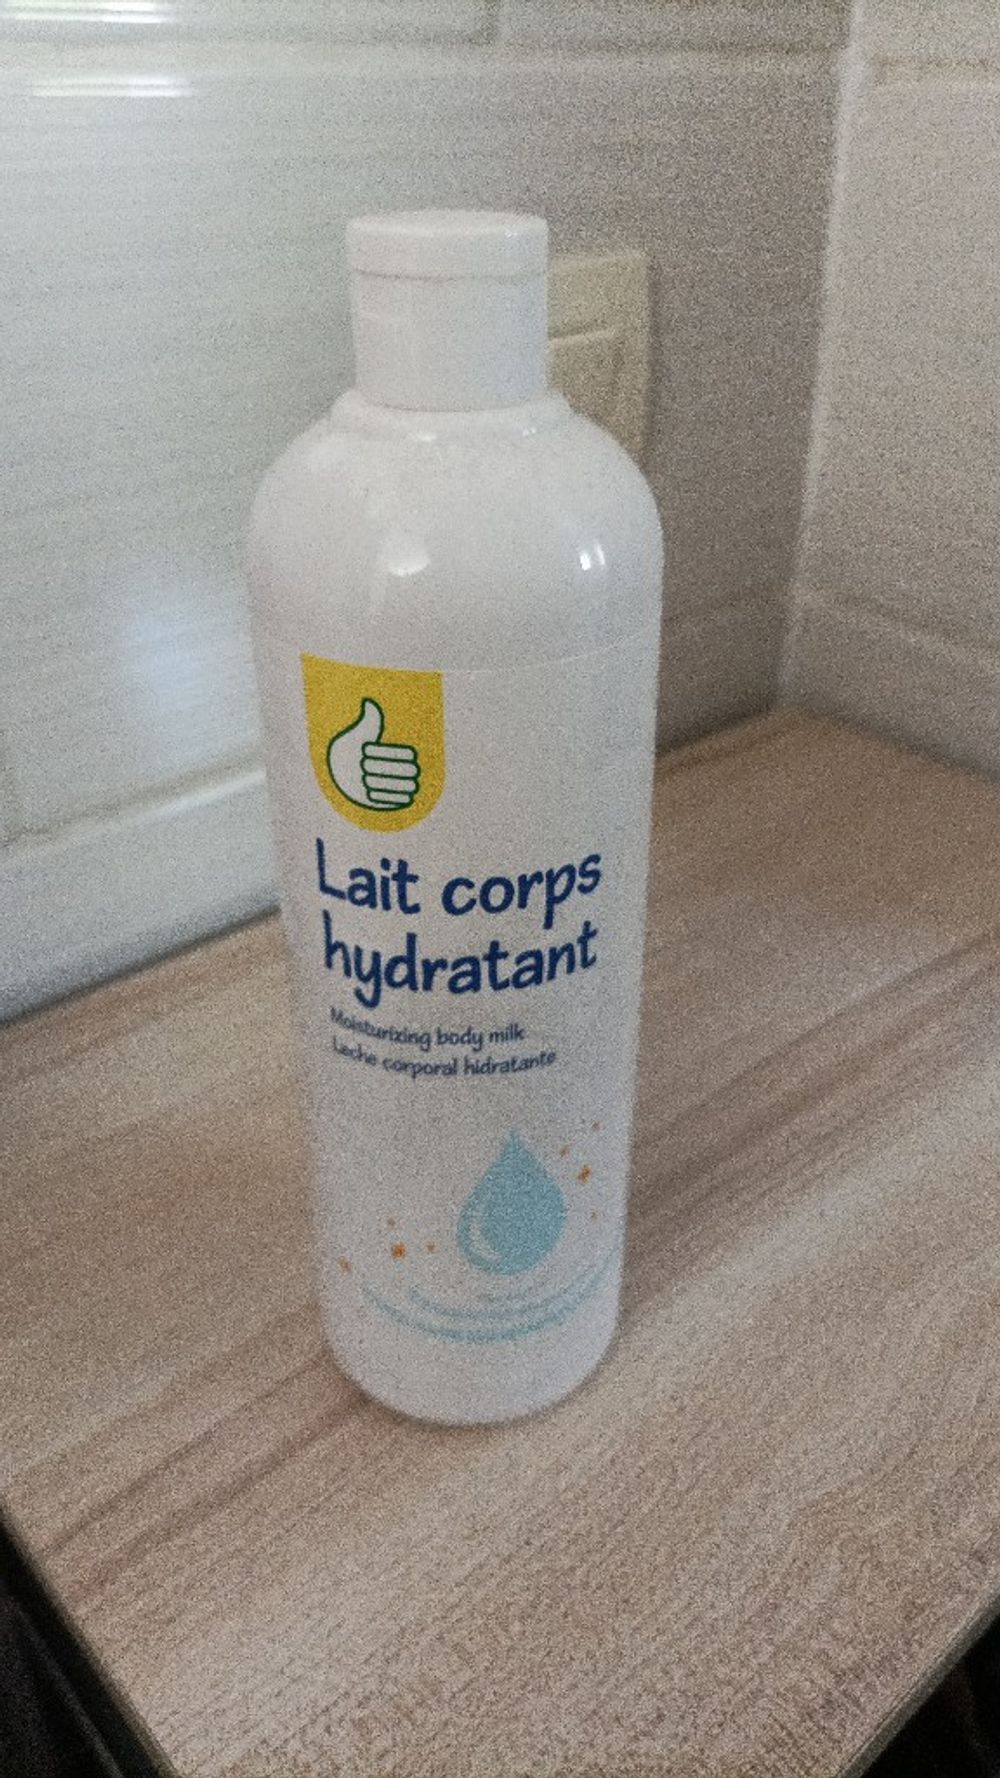 Lait corps
hydratant
Moisturizing body milk
Leche corporal hidratante